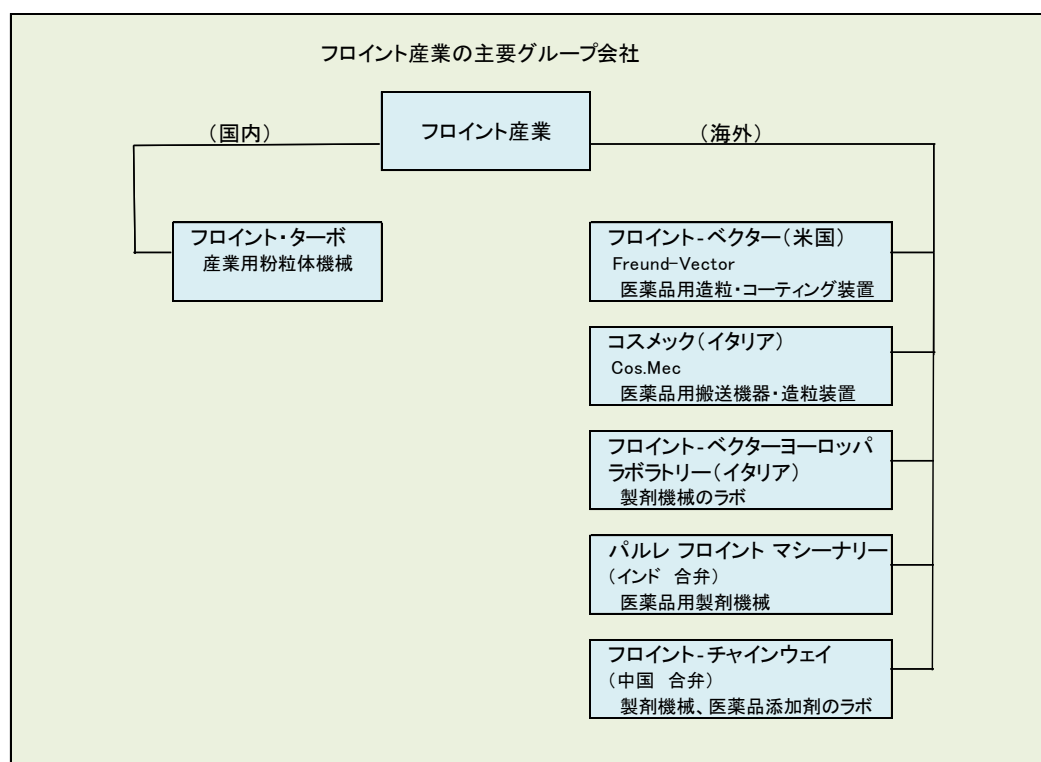 フロイント産業の主要グループ会社
フロイント産業
（国内）
（海外）
フロイント・ターボ
産業用粉粒体機械
フロイント-ベクター（米国）
Freund-Vector
医薬品用造粒・コーティング装置
コスメック（イタリア）
Cos.Mec
医薬品用搬送機器・造粒装置
フロイント-ベクターヨーロッパ
ラボラトリー（イタリア）
製剤機械のラボ
パルレ フロイント マシーナリー
（インド　合弁）
医薬品用製剤機械
フロイント-チャインウェイ
（中国　合弁）
製剤機械、医薬品添加剤のラボ